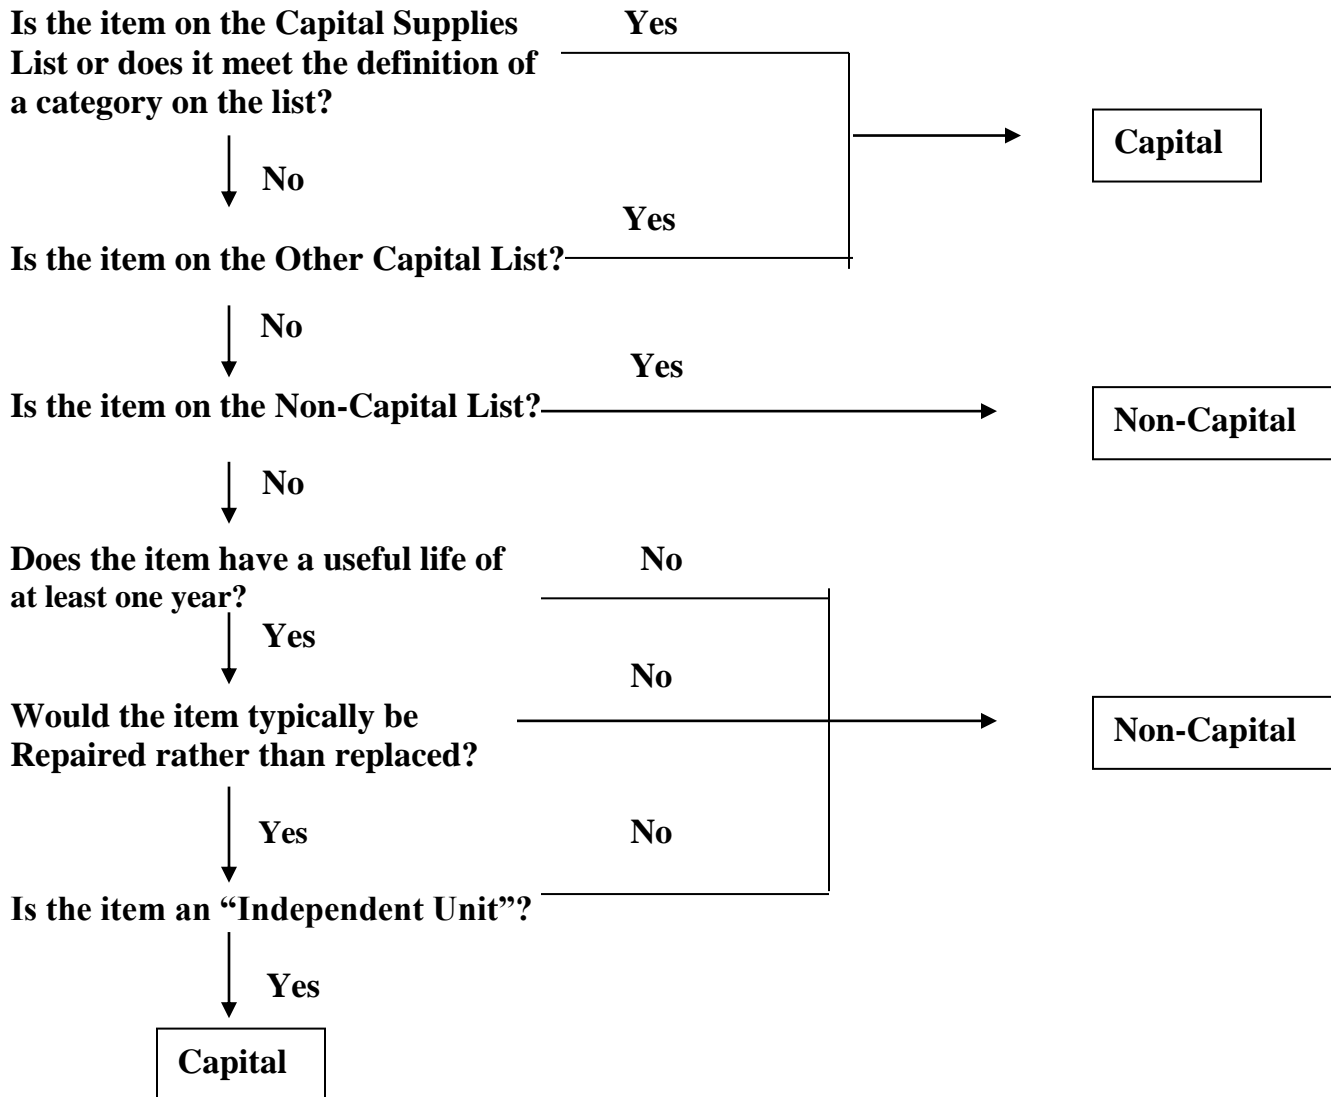 Is the item on the Capital Supplies
List or does it meet the definition of
a category on the list?
Yes
Capital
No
Yes
Is the item on the Other Capital List?
No
Yes
Is the item on the Non-Capital List?
Non-Capital
No
Does the item have a useful life of
at least one year?
No
Yes
No
Would the item typically be
Repaired rather than replaced?
Non-Capital
Yes
No
Is the item an “Independent Unit”?
Yes
Capital